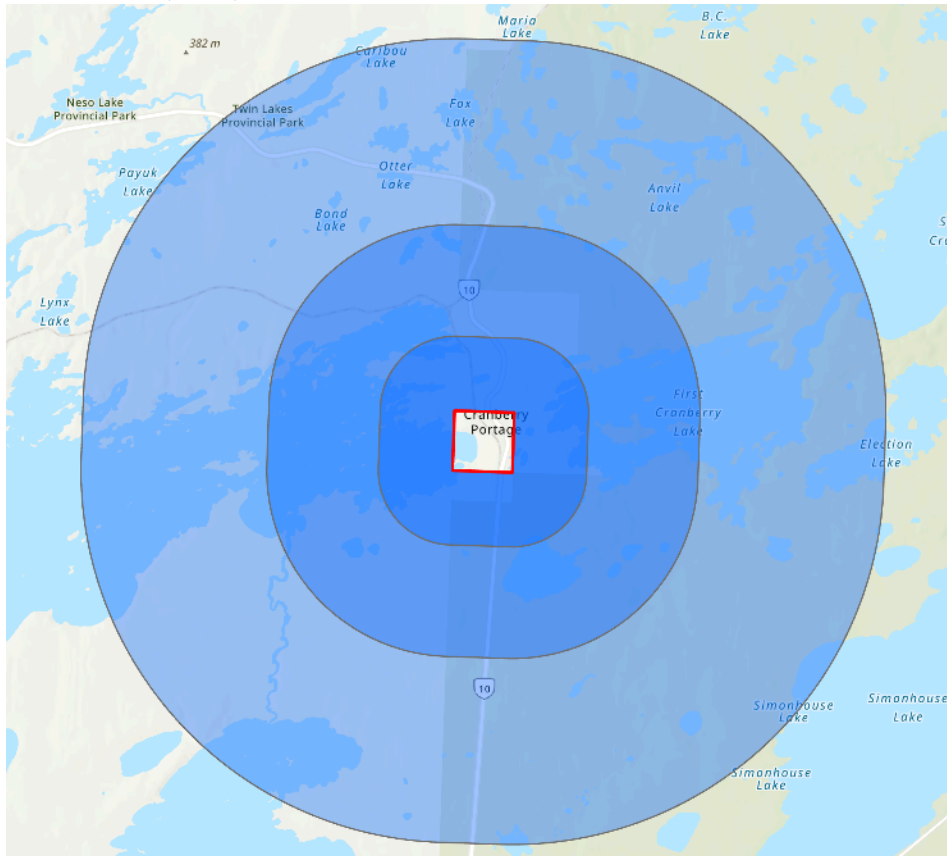 Maria
Lake
B.C.
Lake
382 m
Caribou
Lake
Neso Lake
Provincial Park
Twin Lakes
Provincial Park
Fox
Lake
Otter
Lake
Payuk
Lake
Anvil
Lake
Bond
Lake
S
Cr
10
Lynx
Lake
First
Cranberry
Lake
Cranberry
Portage
Election
Lake
10
Simonhouse
Lake
Simonhouse
Lake
Simonhouse
Lake